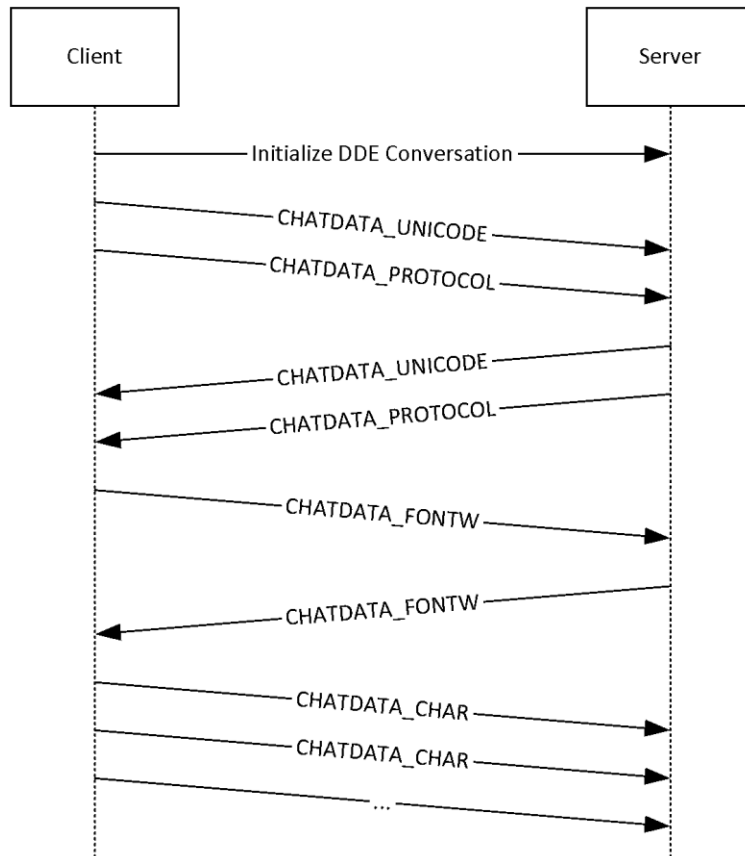 Client
Server
Initialize DDE Conversation
CHATDATA_UNICODE
CHATDATA_PROTOCOL
CHATDATA_UNICODE
CHATDATA_PROTOCOL
CHATDATA_FONTW
CHATDATA_FONTW
CHATDATA_CHAR
CHATDATA_CHAR
...